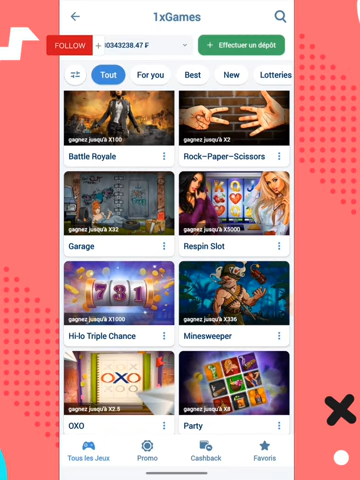 1xGames
FOLLOW
+
30343238.47 ₣
+ Effectuer un dépôt
Tout
For you
Best
New
Lotteries
gagnez jusqu'à X100
gagnez jusqu'à X2
Battle Royale
Rock-Paper-Scissors
gagnez jusqu'à X32
gagnez jusqu'à X5000
Garage
Respin Slot
731
gagnez jusqu'à X1000
gagnez jusqu'à X336
Hi-lo Triple Chance
Minesweeper
OXO
gagnez jusqu'à X2.5
gagnez jusqu'à X8
OXO
Party
Tous les Jeux
Promo
Cashback
Favoris